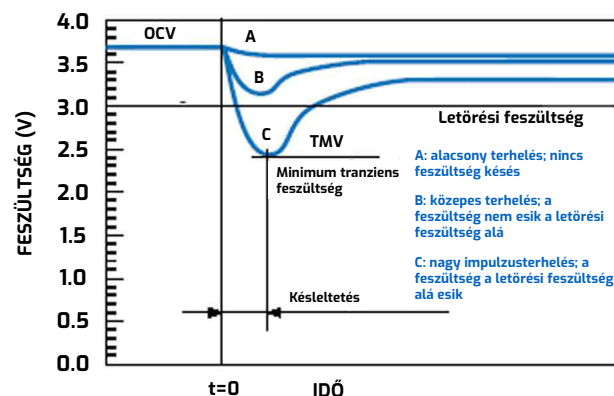 FESZÜLTSÉG (V)
4.0
3.5
3.0
2.5
2.0
1.5
1.0
0.5
0.0
OCV
A
B
C
TMV
Minimum tranziens
feszültség
Késleltetés
Letörési feszültség
A: alacsony terhelés; nincs
feszültség késés
B: közepes terhelés; a
feszültség nem esik a letörési
feszültség alá
C: nagy impulzusterhelés; a
feszültség a letörési feszültség
alá esik
t=0
IDŐ